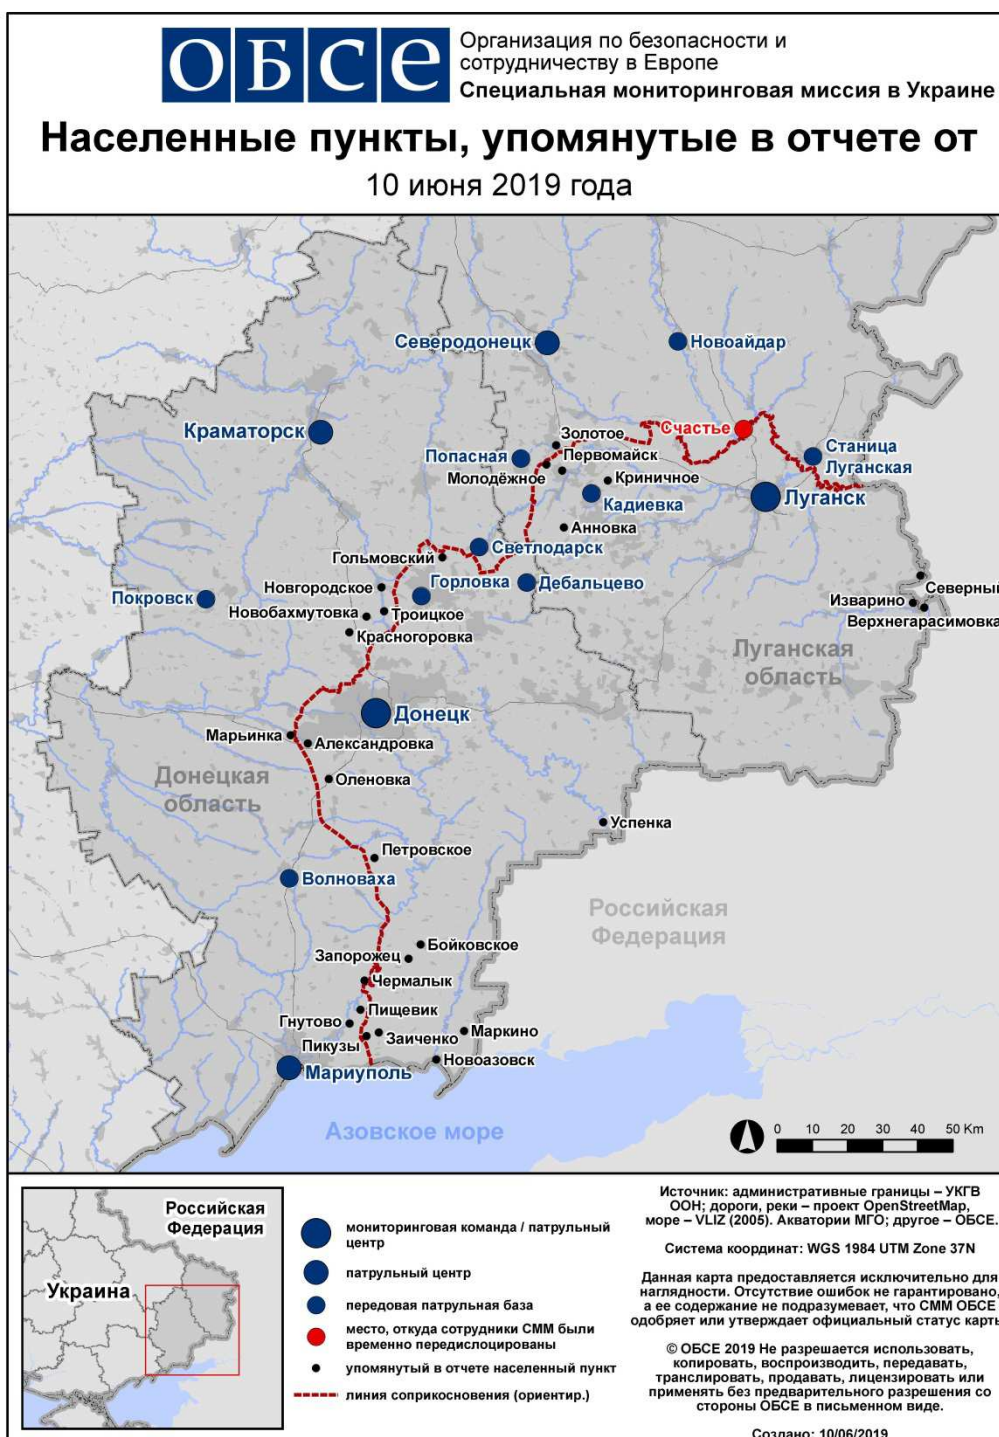 ОБСЕ
Организация по безопасности и
сотрудничеству в Европе
Специальная мониторинговая миссия в Украине
Населенные пункты, упомянутые в отчете от
10 июня 2019 года
Северодонецк
Новоайдар
Краматорск
Счастье
Золотое
Попасная
Первомайск
Станица
Луганская
Молодёжное
Криничное
Кадиевка
Луганск
Анновка
Светлодарск
Гольмовский
Горловка
Дебальцево
Северный
Новгородское
Покровск
Изварино
Новобахмутовка
Троицкое
Верхнегарасимовка
Красногоровка
Луганская
область
Донецк
Марьинка
Александровка
Донецкая
область
Оленовка
Успенка
Петровское
Волноваха
Российская
Федерация
Бойковское
Запорожец
Чермалык
Пищевик
Гнутово
Маркино
Заиченко
Пикузы
Новоазовск
Мариуполь
Азовское море
0 10 20 30 40 50 Km
Российская
Федерация
Украина
мониторинговая команда / патрульный
центр
патрульный центр
передовая патрульная база
место, откуда сотрудники СММ были
временно передислоцированы
упомянутый в отчете населенный пункт
линия соприкосновения (ориентир.)
Источник: административные границы – УКГВ
ООН; дороги, реки – проект OpenStreetMap,
море – VLIZ (2005). Акватории МГО; другое – ОБСЕ.
Система координат: WGS 1984 UTM Zone 37N
Данная карта предоставляется исключительно для
наглядности. Отсутствие ошибок не гарантировано,
а ее содержание не подразумевает, что СММ ОБСЕ
одобряет или утверждает официальный статус карты
© ОБСЕ 2019 Не разрешается использовать,
копировать, воспроизводить, передавать,
транслировать, продавать, лицензировать или
применять без предварительного разрешения со
стороны ОБСЕ в письменном виде.
Создано: 10/06/2019